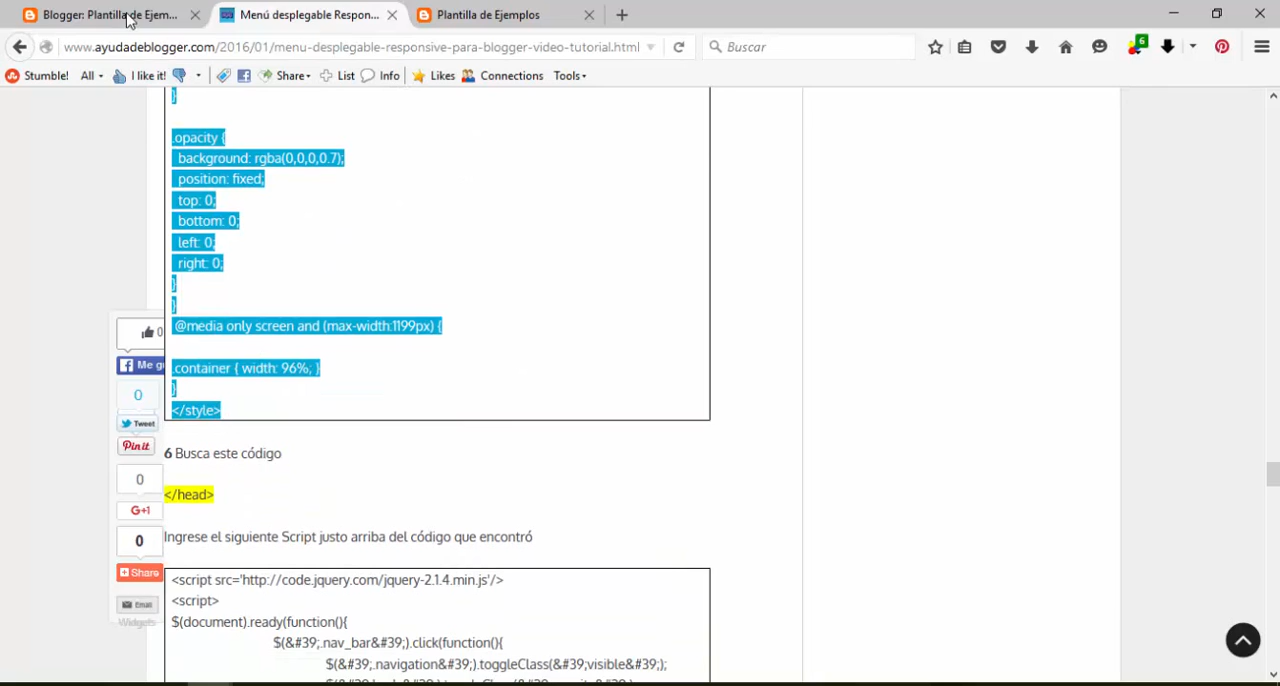 Blogger: Plantilla de Ejem...
Menú desplegable Respon...
Plantilla de Ejemplos
www.ayudadeblogger.com/2016/01/menu-desplegable-responsive-para-blogger-video-tutorial.html
Buscar
6
Stumble! All I like it! Share List Info Likes Connections Tools
}
.opacity {
background: rgba(0,0,0,0.7);
position: fixed;
top: 0;
bottom: 0;
left: 0;
right: 0;
}
}
@media only screen and (max-width:1199px) {
.container { width: 96%; }
}
</style>
0
Me g
0
Tweet
Pin it
0
G+1
0
Share
Email
Widgets
6 Busca este código
</head>
Ingrese el siguiente Script justo arriba del código que encontró
<script src='http://code.jquery.com/jquery-2.1.4.min.js'/>
<script>
$(document).ready(function(){
$(&#39;.nav_bar&#39;).click(function(){
$(&#39;.navigation&#39;).toggleClass(&#39;visible&#39;);